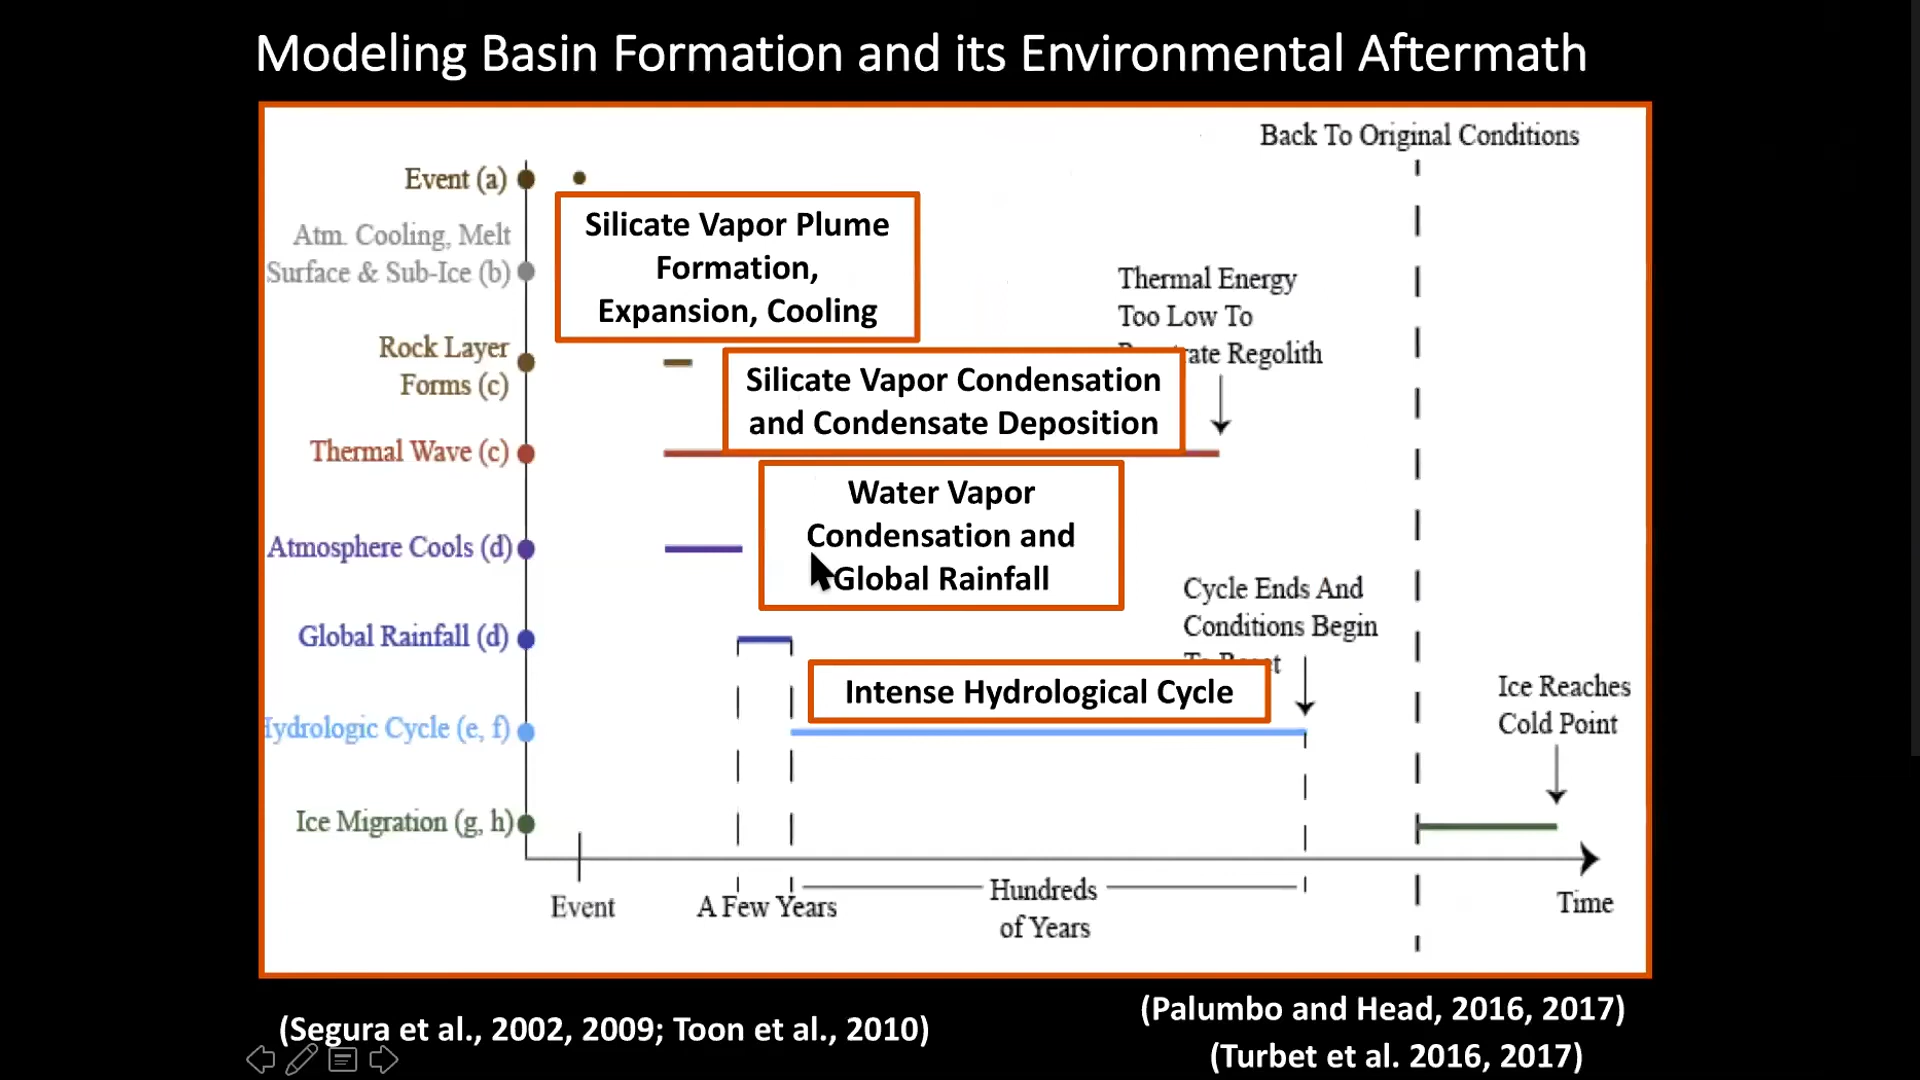 Modeling Basin Formation and its Environmental Aftermath
Back To Original Conditions
Event (a)
Atm. Cooling, Melt
Surface & Sub-Ice (b)
Silicate Vapor Plume
Formation,
Expansion, Cooling
Thermal Energy
Too Low To
Regolith
Rock Layer
Forms (c)
Silicate Vapor Condensation
and Condensate Deposition
Thermal Wave (c)
Water Vapor
Condensation and
Global Rainfall
Atmosphere Cools (d)
Cycle Ends And
Conditions Begin
To
Global Rainfall (d)
Intense Hydrological Cycle
Ice Reaches
Cold Point
Cycle (e, f)
Ice Migration (g, h)
Event
A Few Years
Hundreds
of Years
Time
(Segura et al., 2002, 2009; Toon et al., 2010)
(Palumbo and Head, 2016, 2017)
(Turbet et al. 2016, 2017)